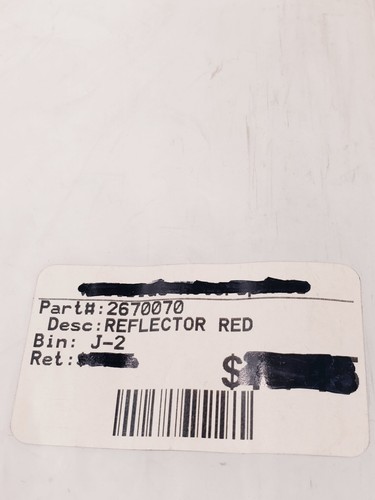 Part#:2670070
Desc:REFLECTOR RED
Bin: J-2
Ret:
$